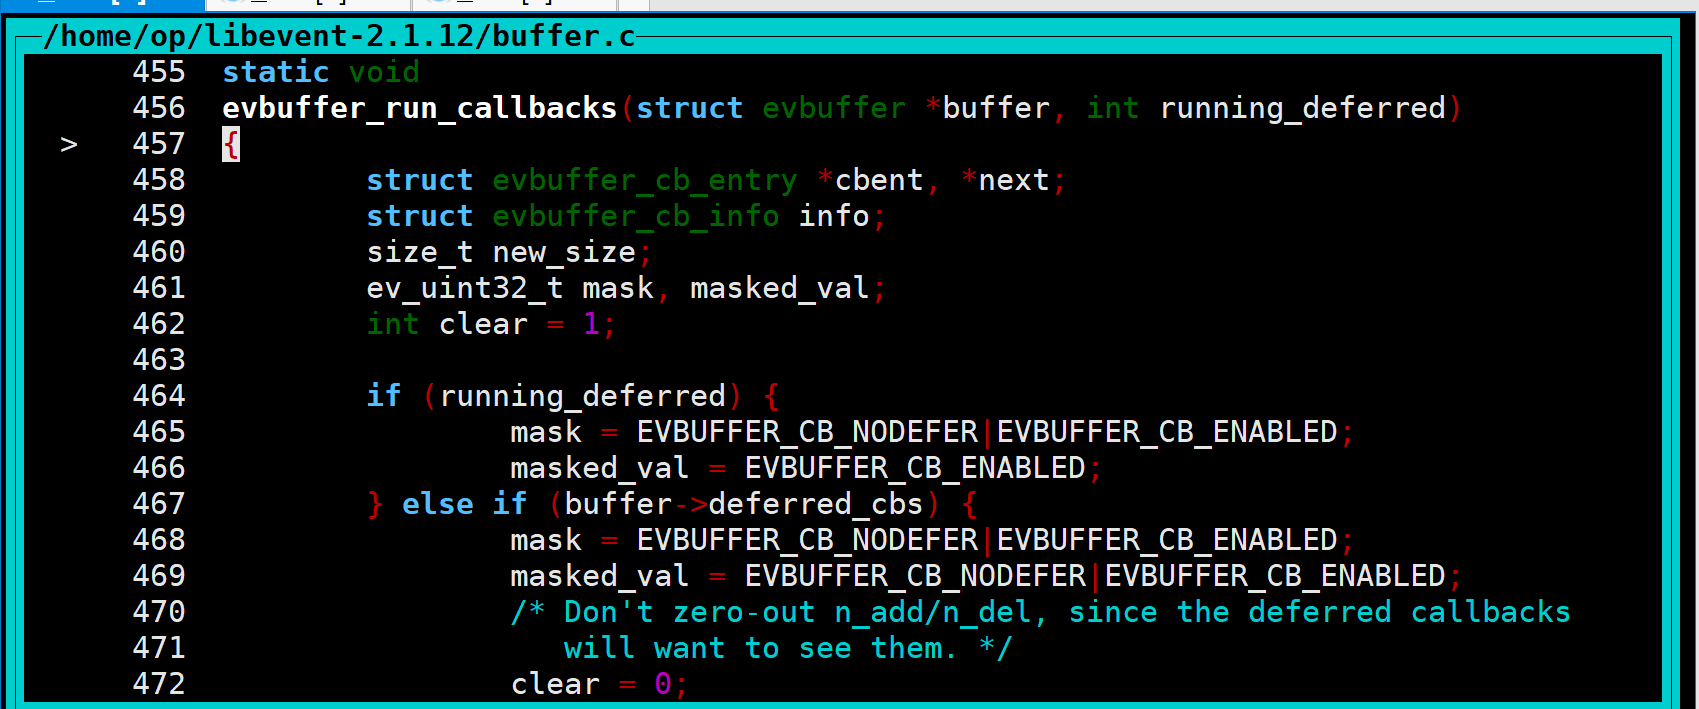 /home/op/libevent-2.1.12/buffer.c
455 static void
456 evbuffer_run_callbacks(struct evbuffer *buffer, int running_deferred)
> 457 {
458 struct evbuffer_cb_entry *cbent, *next;
459 struct evbuffer_cb_info info;
460 size_t new_size;
461 ev_uint32_t mask, masked_val;
462 int clear = 1;
463
464 if (running_deferred) {
465 mask = EVBUFFER_CB_NODEFER|EVBUFFER_CB_ENABLED;
466 masked_val = EVBUFFER_CB_ENABLED;
467 } else if (buffer->deferred_cbs) {
468 mask = EVBUFFER_CB_NODEFER|EVBUFFER_CB_ENABLED;
469 masked_val = EVBUFFER_CB_NODEFER|EVBUFFER_CB_ENABLED;
470 /* Don't zero-out n_add/n_del, since the deferred callbacks
471 will want to see them. */
472 clear = 0;